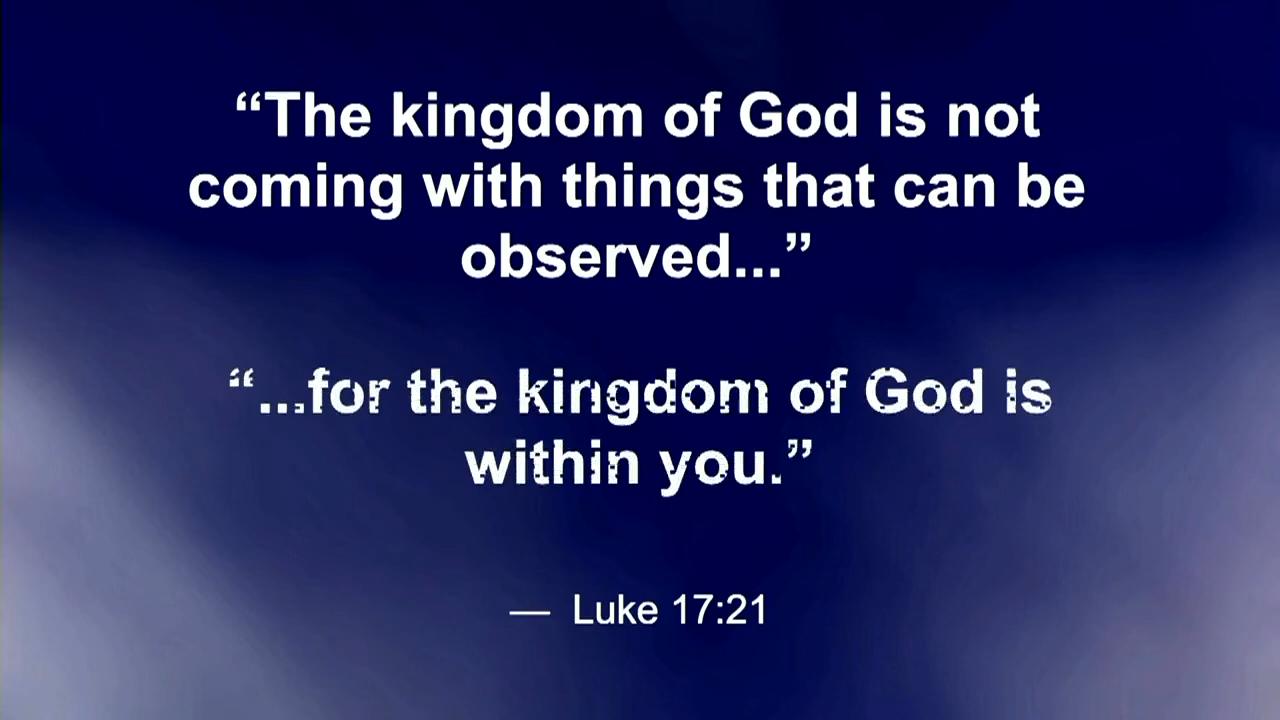 “The kingdom of God is not
coming with things that can be
observed...”
“...for the kingdom of God is
within you.”
— Luke 17:21